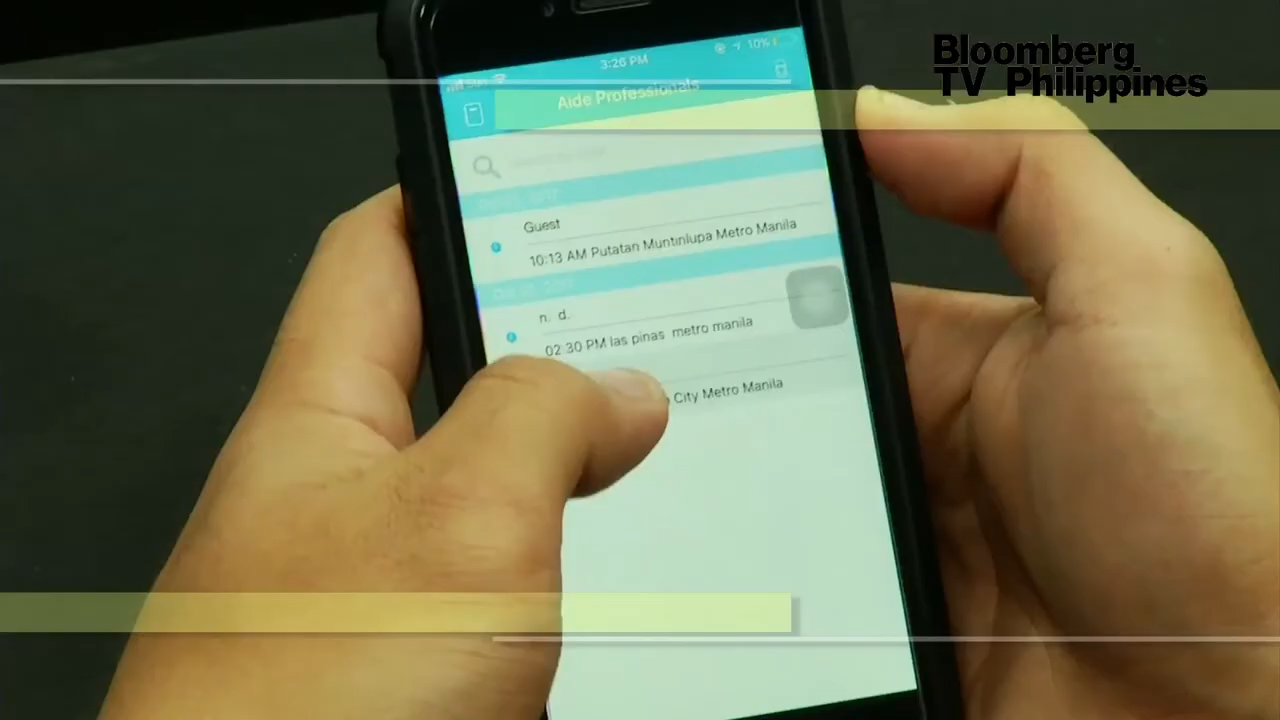 Bloomberg
TV Philippines
3:26 PM
10%
Aide Professionals
Guest
10:13 AM Putatan Muntinlupa Metro Manila
n. d.
02:30 PM las pinas metro manila
City Metro Manila